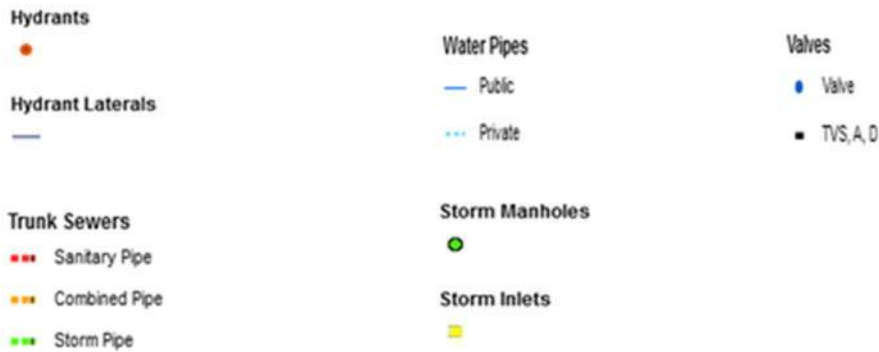 Hydrants
Hydrant Laterals
Water Pipes
Public
Private
Valves
Valve
TVS, A, D
Trunk Sewers
Sanitary Pipe
Combined Pipe
Storm Pipe
Storm Manholes
Storm Inlets